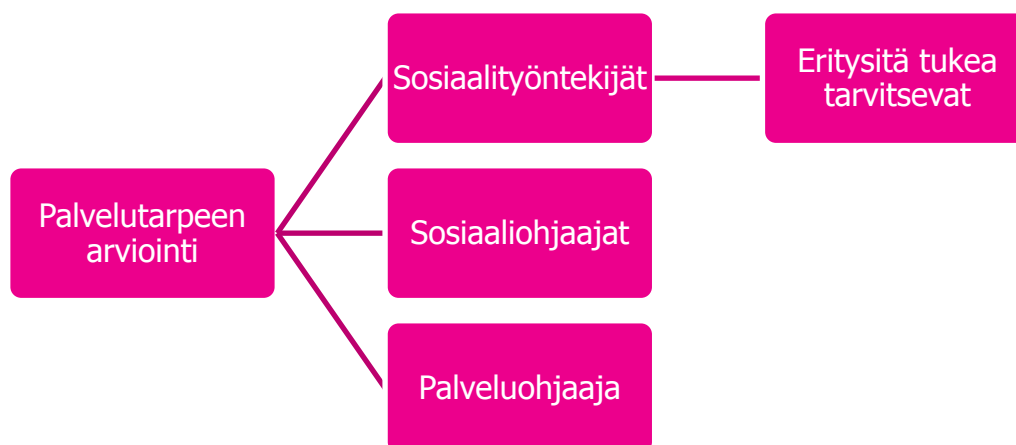 Sosiaalityöntekijät
Eritysitä tukea
tarvitsevat
Palvelutarpeen
arviointi
Sosiaaliohjaajat
Palveluohjaaja